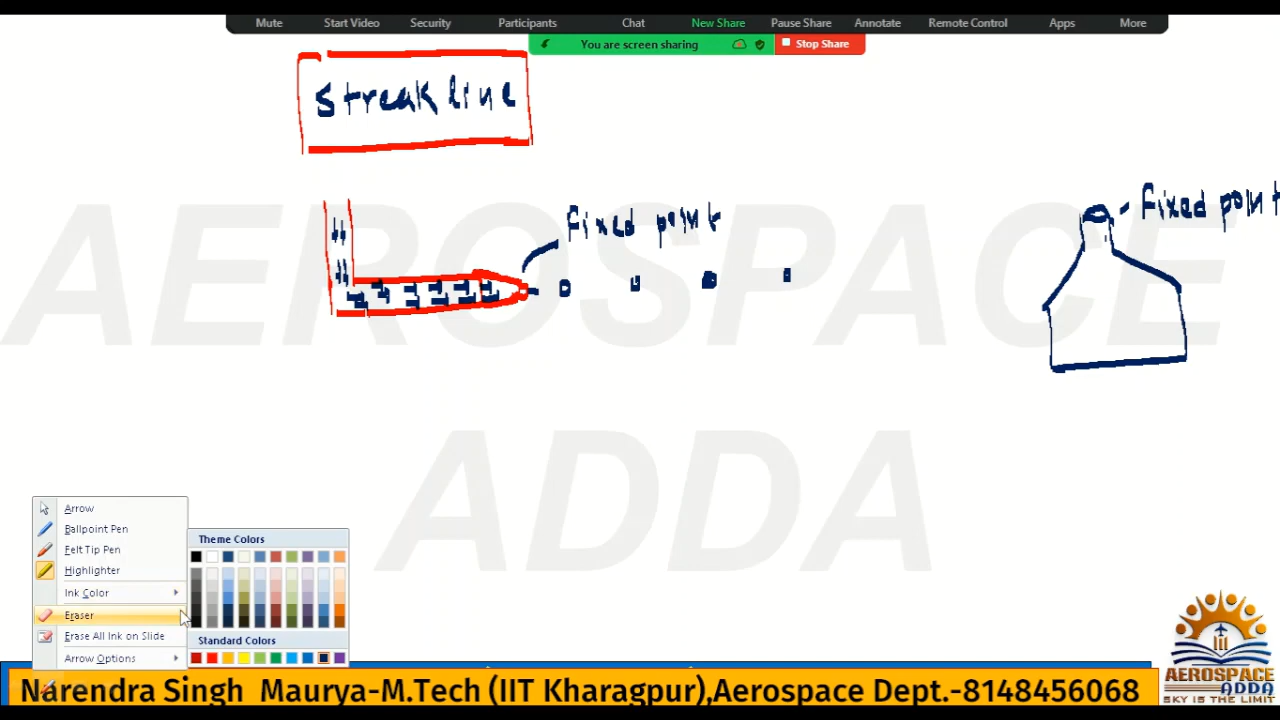 Mute Start Video Security Participants Chat New Share Pause Share Annotate Remote Control Apps More
You are screen sharing Stop Share
Streakline
Fixed point
Fixed point
AEROSPACE
ADDA
Arrow
Ballpoint Pen
Felt Tip Pen
Highlighter
Ink Color
Eraser
Erase All Ink on Slide
Arrow Options
Theme Colors
Standard Colors
Narendra Singh Maurya-M.Tech (IIT Kharagpur),Aerospace Dept.-8148456068
AEROSPACE
ADDA
SKY IS THE LIMIT